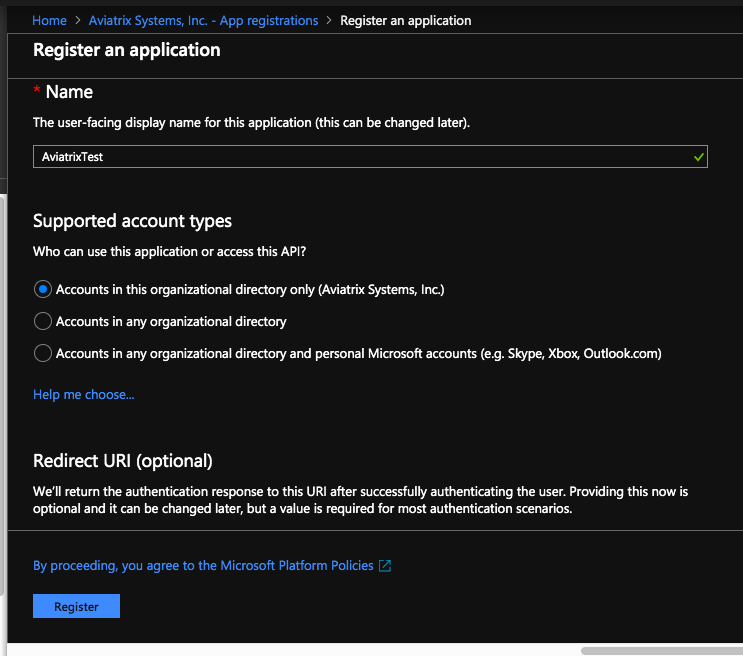 Home > Aviatrix Systems, Inc. - App registrations > Register an application
Register an application
* Name
The user-facing display name for this application (this can be changed later).
AviatrixTest
Supported account types
Who can use this application or access this API?
Accounts in this organizational directory only (Aviatrix Systems, Inc.)
Accounts in any organizational directory
Accounts in any organizational directory and personal Microsoft accounts (e.g. Skype, Xbox, Outlook.com)
Help me choose...
Redirect URI (optional)
We'll return the authentication response to this URI after successfully authenticating the user. Providing this now is
optional and it can be changed later, but a value is required for most authentication scenarios.
By proceeding, you agree to the Microsoft Platform Policies
Register